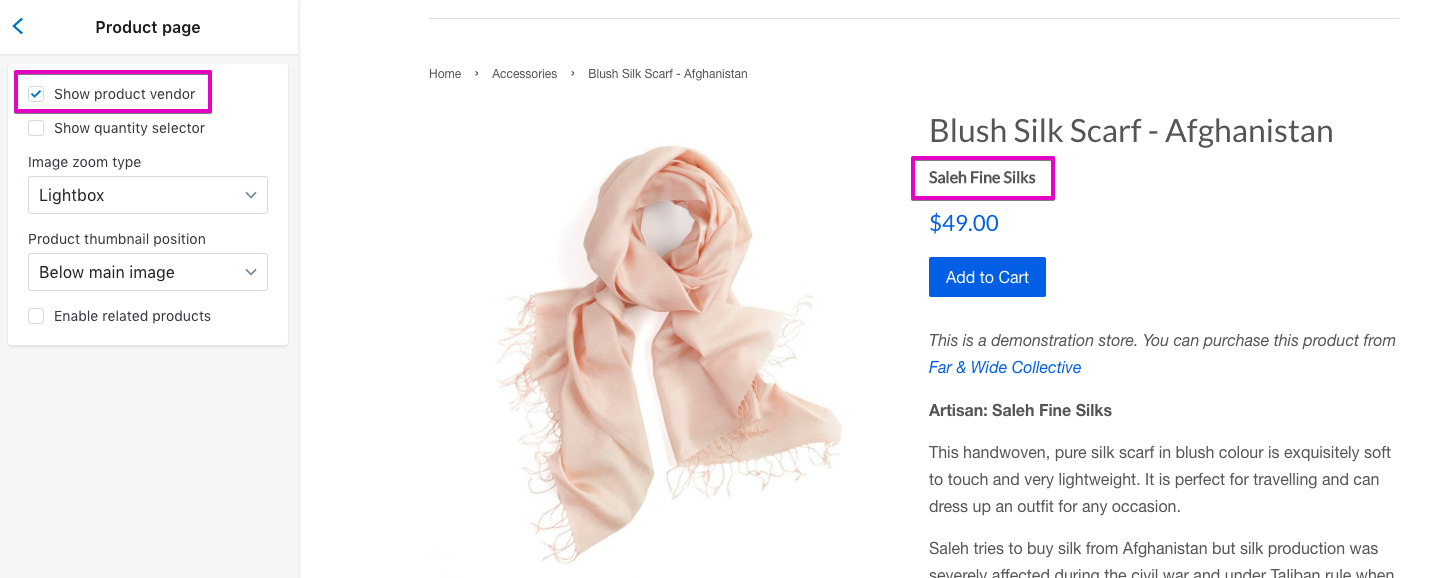 Product page
Show product vendor
Show quantity selector
Image zoom type
Lightbox
Product thumbnail position
Below main image
Enable related products
Home › Accessories › Blush Silk Scarf - Afghanistan
Blush Silk Scarf - Afghanistan
Saleh Fine Silks
$49.00
Add to Cart
This is a demonstration store. You can purchase this product from
Far & Wide Collective
Artisan: Saleh Fine Silks
This handwoven, pure silk scarf in blush colour is exquisitely soft
to touch and very lightweight. It is perfect for travelling and can
dress up an outfit for any occasion.
Saleh tries to buy silk from Afghanistan but silk production was
severely affected during the civil war and under Taliban rule when